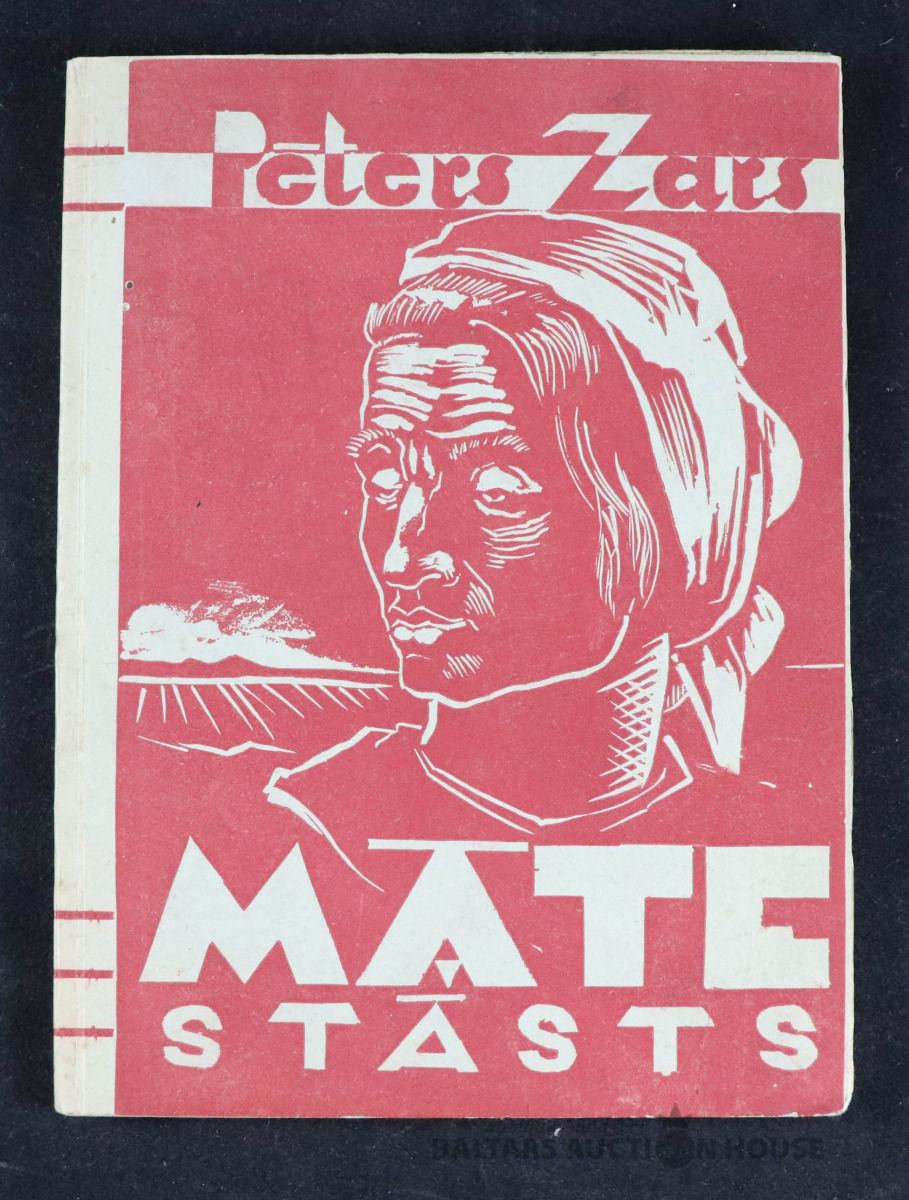 Pēters Zars
MĀTE
STĀSTS
BALTARS AUCTION HOUSE